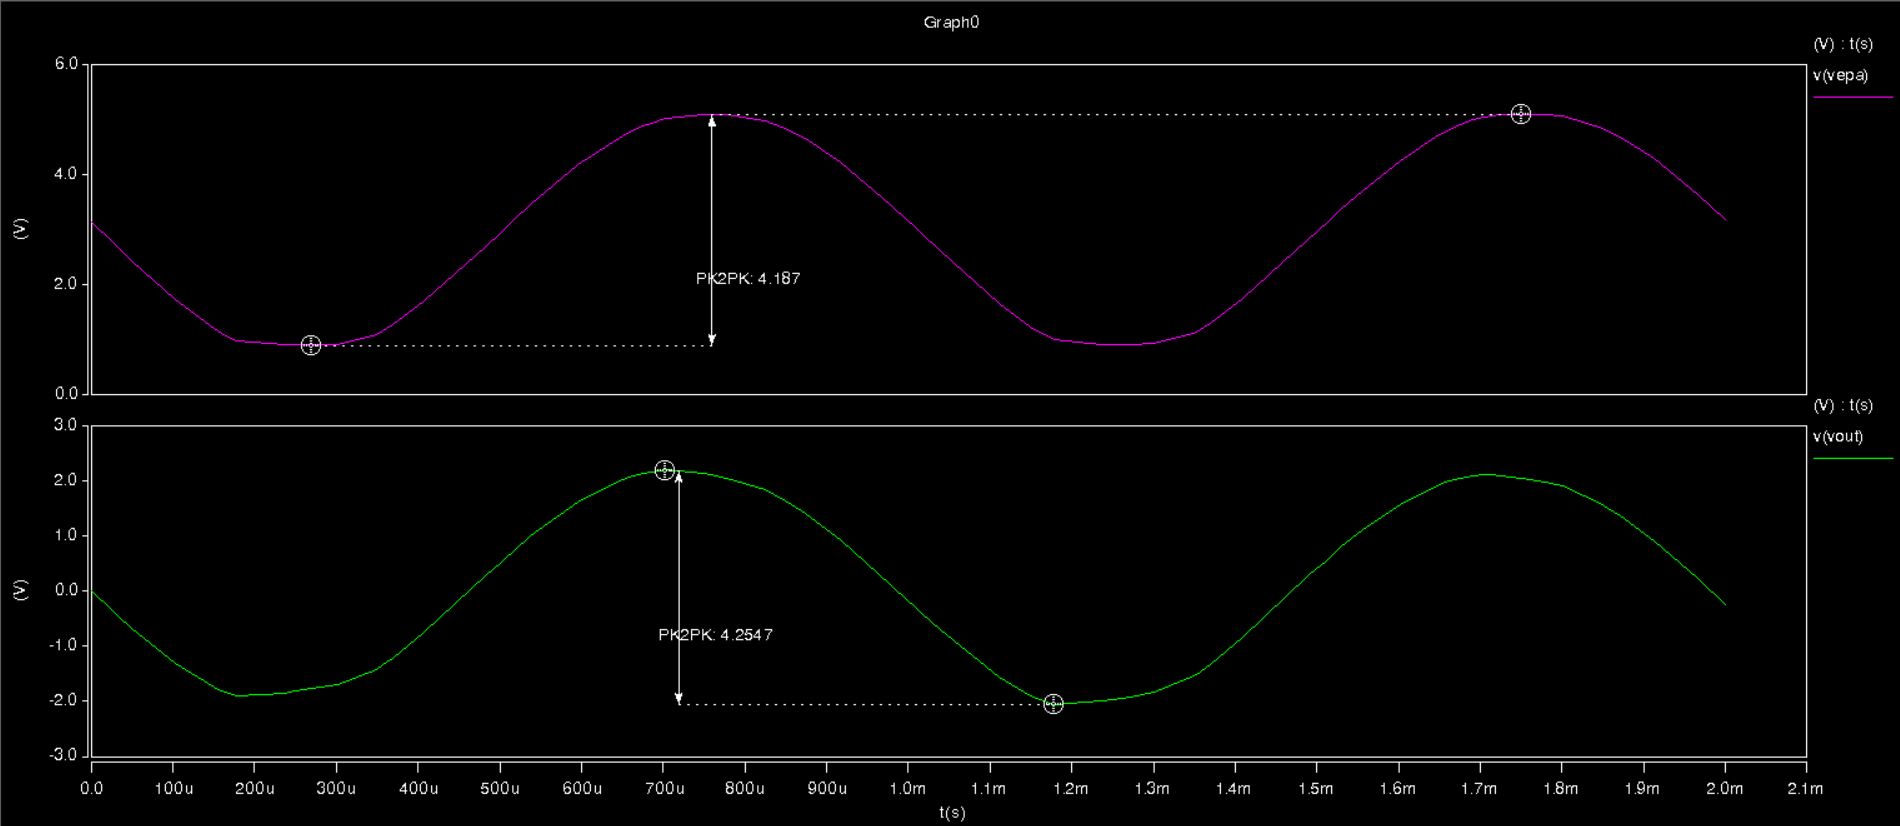 Graph0
(V) : t(s)
v(vepa)
6.0
4.0
2.0
0.0
(V)
PK2PK: 4.187
(V) : t(s)
v(vout)
3.0
2.0
1.0
0.0
-1.0
-2.0
-3.0
(V)
PK2PK: 4.2547
0.0 100u 200u 300u 400u 500u 600u 700u 800u 900u 1.0m 1.1m 1.2m 1.3m 1.4m 1.5m 1.6m 1.7m 1.8m 1.9m 2.0m 2.1m
t(s)